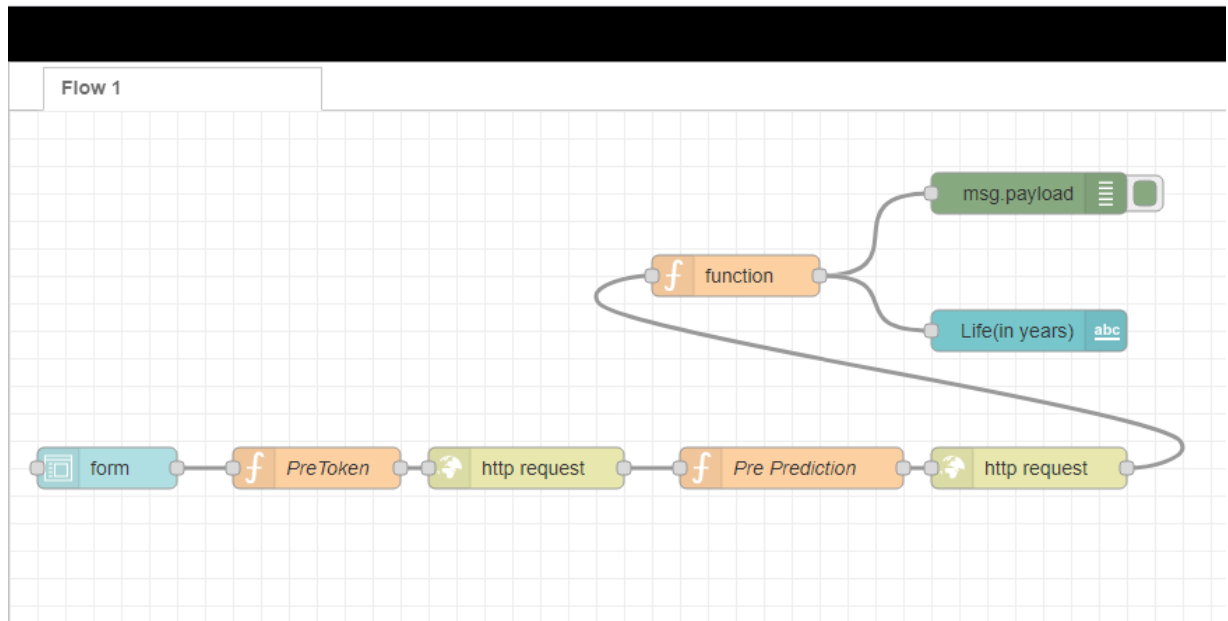 Flow 1
msg.payload
function
Life(in years)
abc
form
PreToken
http request
Pre Prediction
http request